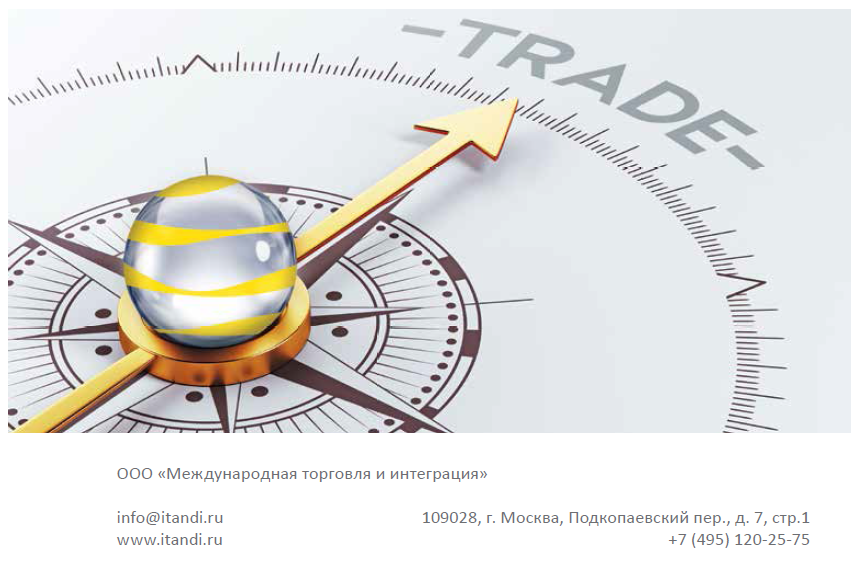 -TRADE-
ООО «Международная торговля и интеграция»
info@itandi.ru
109028, г. Москва, Подкопаевский пер., д. 7, стр.1
www.itandi.ru
+7 (495) 120-25-75